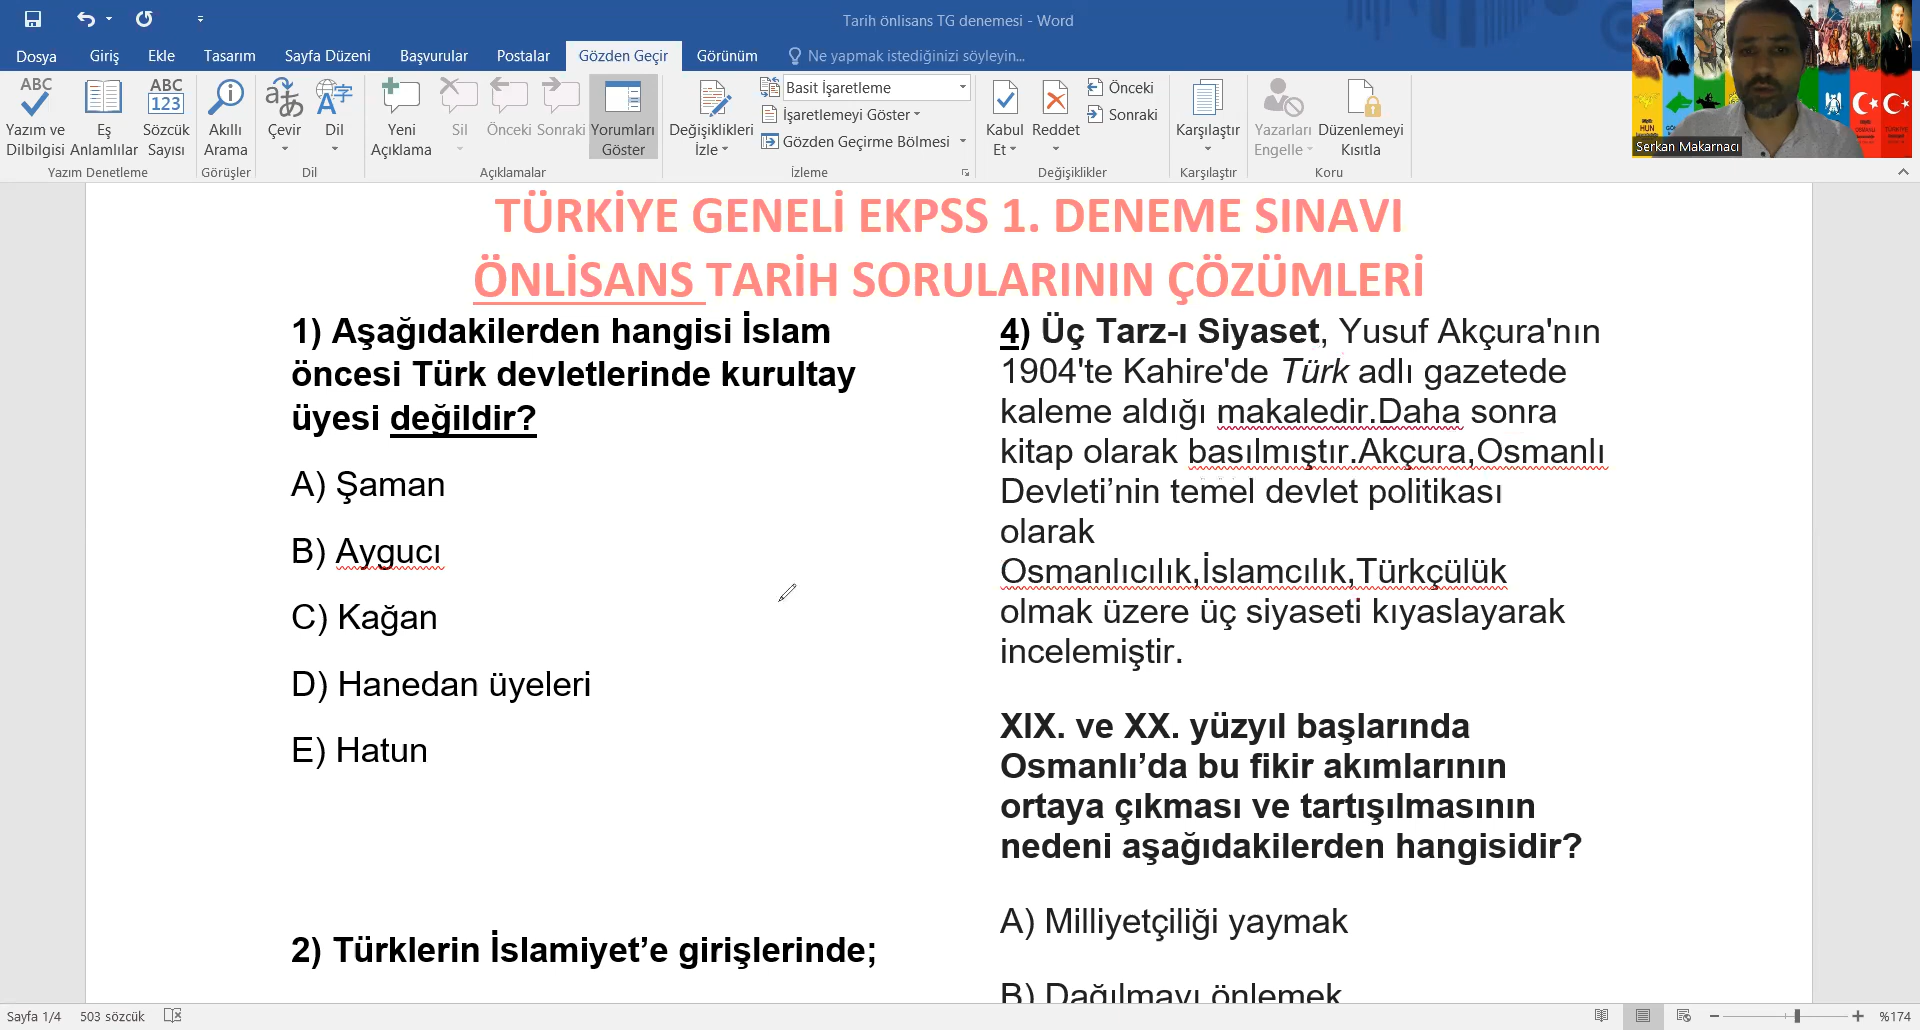 Tarih önlisans TG denemesi - Word
Dosya Giriş Ekle Tasarım Sayfa Düzeni Başvurular Postalar Gözden Geçir Görünüm Ne yapmak istediğinizi söyleyin...
ABC
Yazım ve
Dilbilgisi
Eş
Anlamlılar
ABC
123
Sözcük
Sayısı
Yazım Denetleme
Akıllı
Arama
Görüşler
Çevir
Dil
Dil
Yeni
Açıklama
Sil
Önceki
Sonraki
Yorumları
Göster
Açıklamalar
Değişiklikleri
İzle
Basit İşaretleme
İşaretlemeyi Göster
Gözden Geçirme Bölmesi
İzleme
Kabul
Et
Reddet
Önceki
Sonraki
Değişiklikler
Karşılaştır
Karşılaştır
Yazarları
Engelle
Düzenlemeyi
Kısıtla
Koru
Serkan Makarnacı
TÜRKİYE GENELİ EKPSS 1. DENEME SINAVI
ÖNLİSANS TARİH SORULARININ ÇÖZÜMLERİ
1) Aşağıdakilerden hangisi İslam
öncesi Türk devletlerinde kurultay
üyesi değildir?
A) Şaman
B) Aygucı
C) Kağan
D) Hanedan üyeleri
E) Hatun
2) Türklerin İslamiyet’e girişlerinde;
4) Üç Tarz-ı Siyaset, Yusuf Akçura'nın
1904'te Kahire'de Türk adlı gazetede
kaleme aldığı makaledir.Daha sonra
kitap olarak basılmıştır.Akçura,Osmanlı
Devleti’nin temel devlet politikası
olarak
Osmanlıcılık,İslamcılık,Türkçülük
olmak üzere üç siyaseti kıyaslayarak
incelemiştir.
XIX. ve XX. yüzyıl başlarında
Osmanlı’da bu fikir akımlarının
ortaya çıkması ve tartışılmasının
nedeni aşağıdakilerden hangisidir?
A) Milliyetçiliği yaymak
B) Dağılmayı önlemek
Sayfa 1/4 503 sözcük
%174